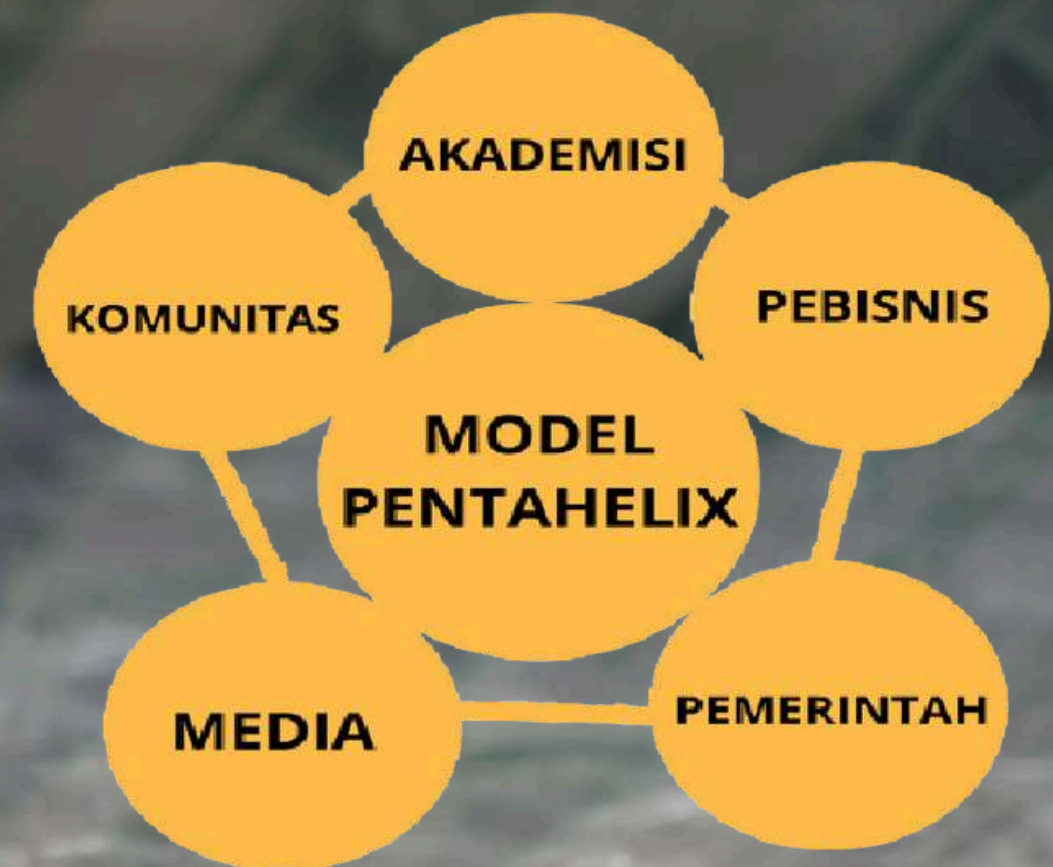 AKADEMISI
KOMUNITAS
PEBISNIS
MODEL
PENTAHELIX
MEDIA
PEMERINTAH